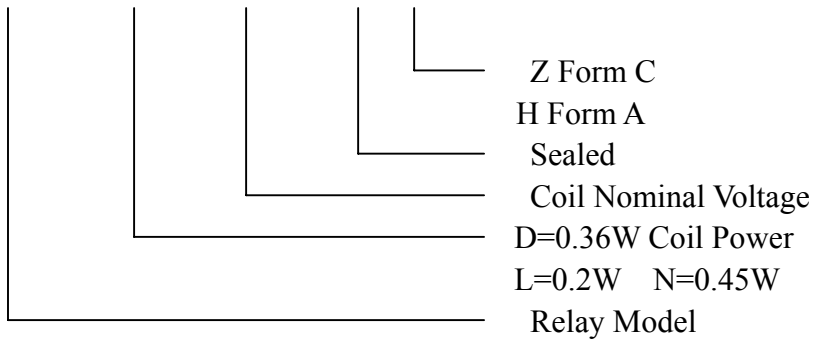 Z Form C
H Form A
Sealed
Coil Nominal Voltage
D=0.36W Coil Power
L=0.2W N=0.45W
Relay Model